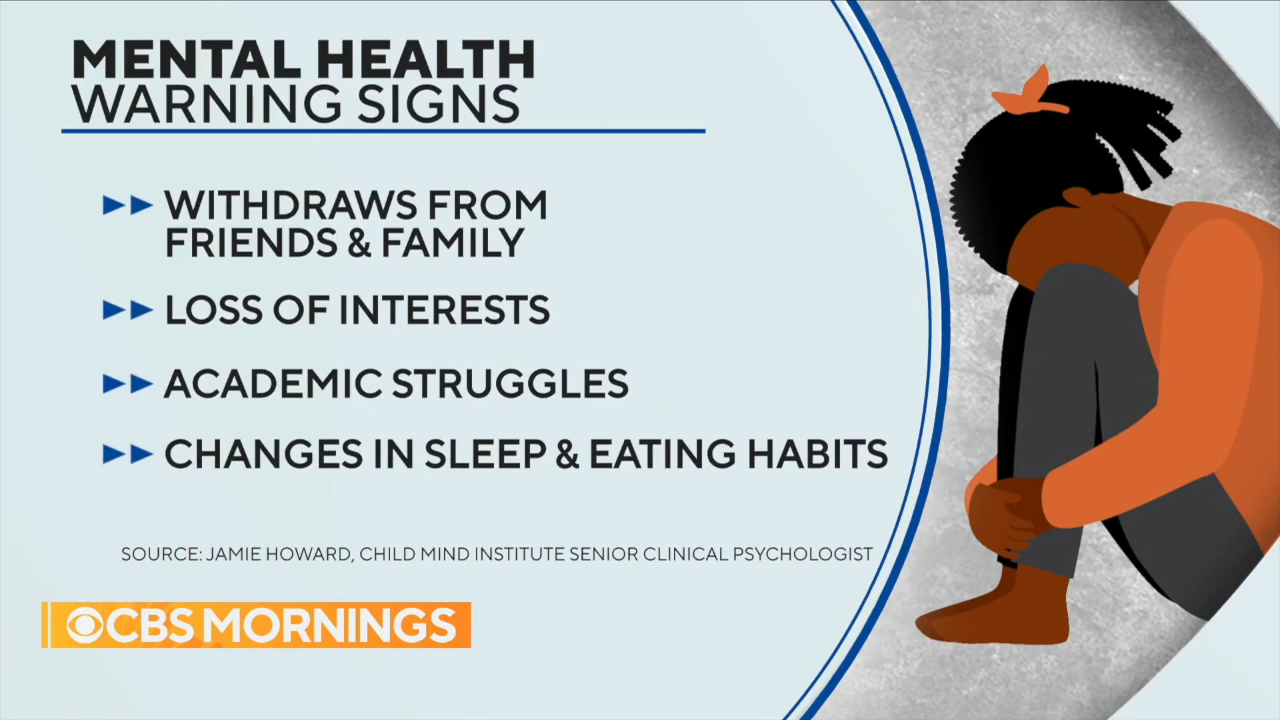 MENTAL HEALTH
WARNING SIGNS
WITHDRAWS FROM
FRIENDS & FAMILY
LOSS OF INTERESTS
ACADEMIC STRUGGLES
CHANGES IN SLEEP & EATING HABITS
SOURCE: JAMIE HOWARD, CHILD MIND INSTITUTE SENIOR CLINICAL PSYCHOLOGIST
CBS MORNINGS